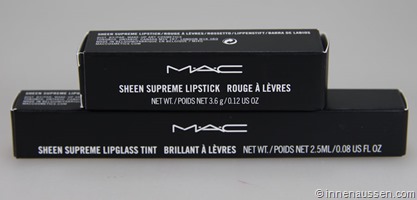 SHEEN SUPREME LIPSTICK/ROUGE À LÈVRES/ROSSETTO/LIPPENSTIFT/BARRA DE LABIOS
MAC
SHEEN SUPREME LIPSTICK ROUGE À LÈVRES
NET WT./POIDS NET 3.6 g/0.12 US OZ
MAC
SHEEN SUPREME LIPGLASS TINT BRILLANT À LÈVRES NET WT./POIDS NET 2.5ML/0.08 US FL OZ
© innenaussen.com